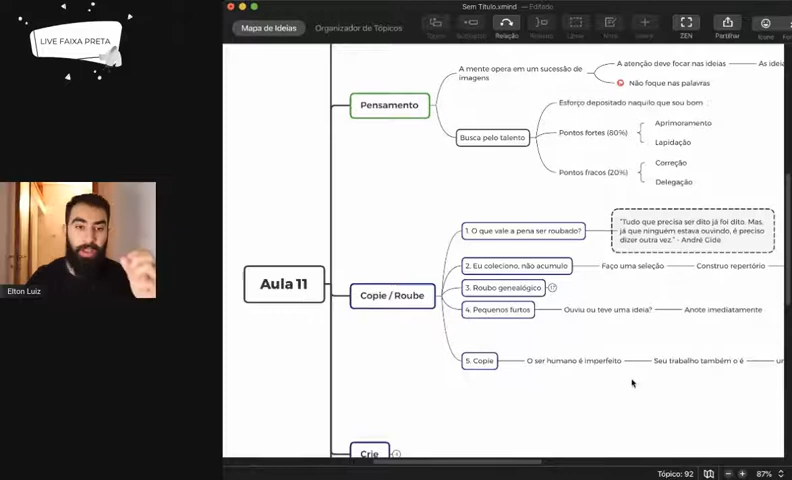 LIVE FAIXA PRETA
Elton Luiz
Sem Título.xmind — Editado
Mapa de Ideias
Organizador de Tópicos
Relação
ZEN
Partilhar
Ícone
Pensamento
A mente opera em um sucessão de
imagens
A atenção deve focar nas ideias
As ideia
Não foque nas palavras
Busca pelo talento
Esforço depositado naquilo que sou bom
Pontos fortes (80%)
Aprimoramento
Lapidação
Pontos fracos (20%)
Correção
Delegação
Aula 11
Copie / Roube
1. O que vale a pena ser roubado?
"Tudo que precisa ser dito já foi dito. Mas,
já que ninguém estava ouvindo, é preciso
dizer outra vez." - André Gide
2. Eu coleciono, não acumulo
Faço uma seleção
Construo repertório
3. Roubo genealógico
4. Pequenos furtos
Ouviu ou teve uma ideia?
Anote imediatamente
5. Copie
O ser humano é imperfeito
Seu trabalho também o é
un
Crie
Tópico: 92
87%